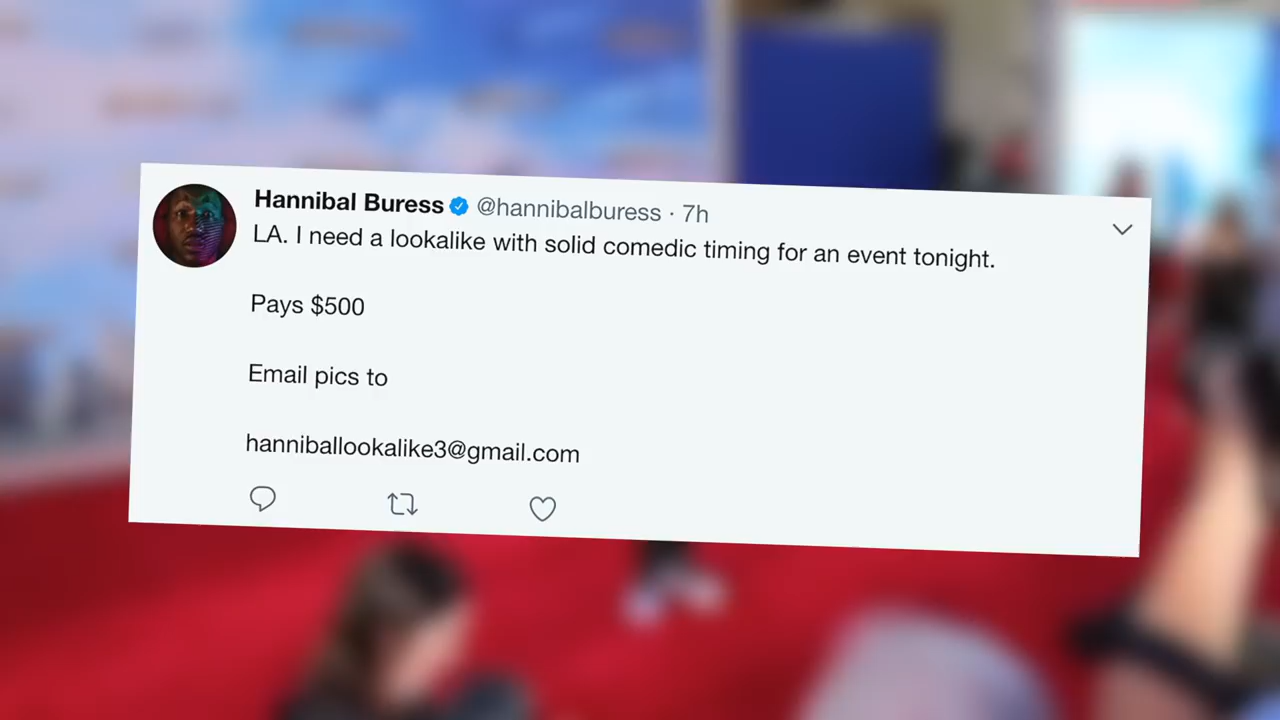 Hannibal Buress @hannibalburess · 7h
LA. I need a lookalike with solid comedic timing for an event tonight.
Pays $500
Email pics to
hanniballookalike3@gmail.com